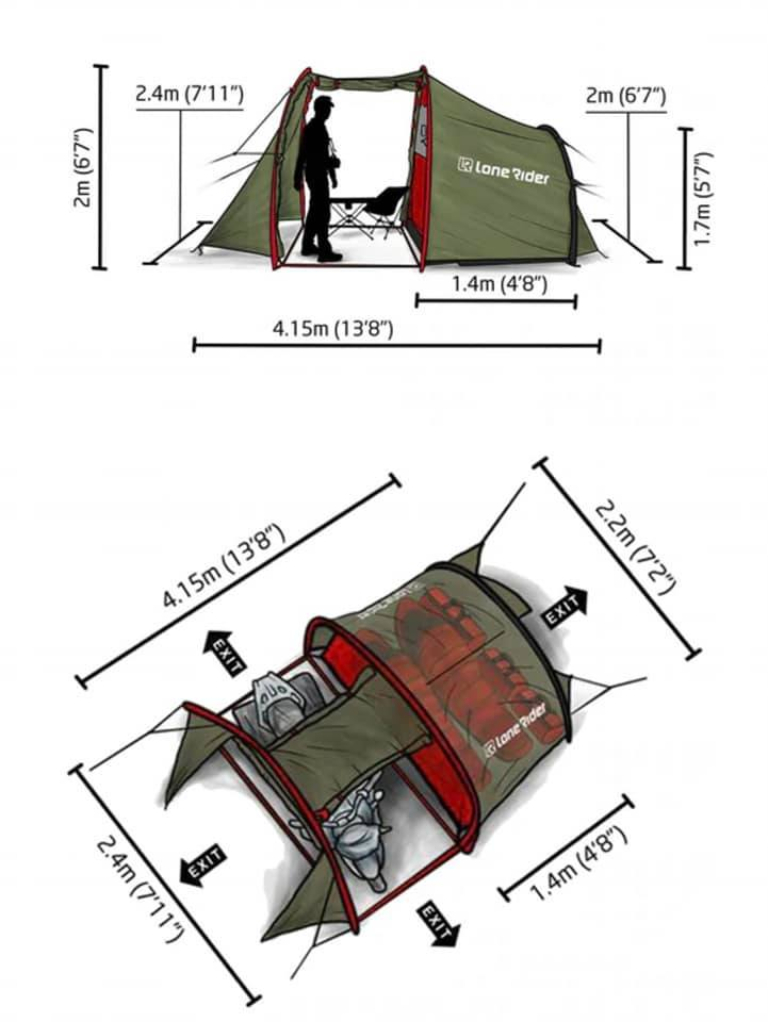 2.4m (7'11")
2m (6'7")
2m (6'7")
1.7m (5'7")
Lone Rider
1.4m (4'8")
4.15m (13'8")
4.15m (13'8")
2.2m (7'2")
EXIT
EXIT
Lone Rider
EXIT
EXIT
2.4m (7'11")
1.4m (4'8")